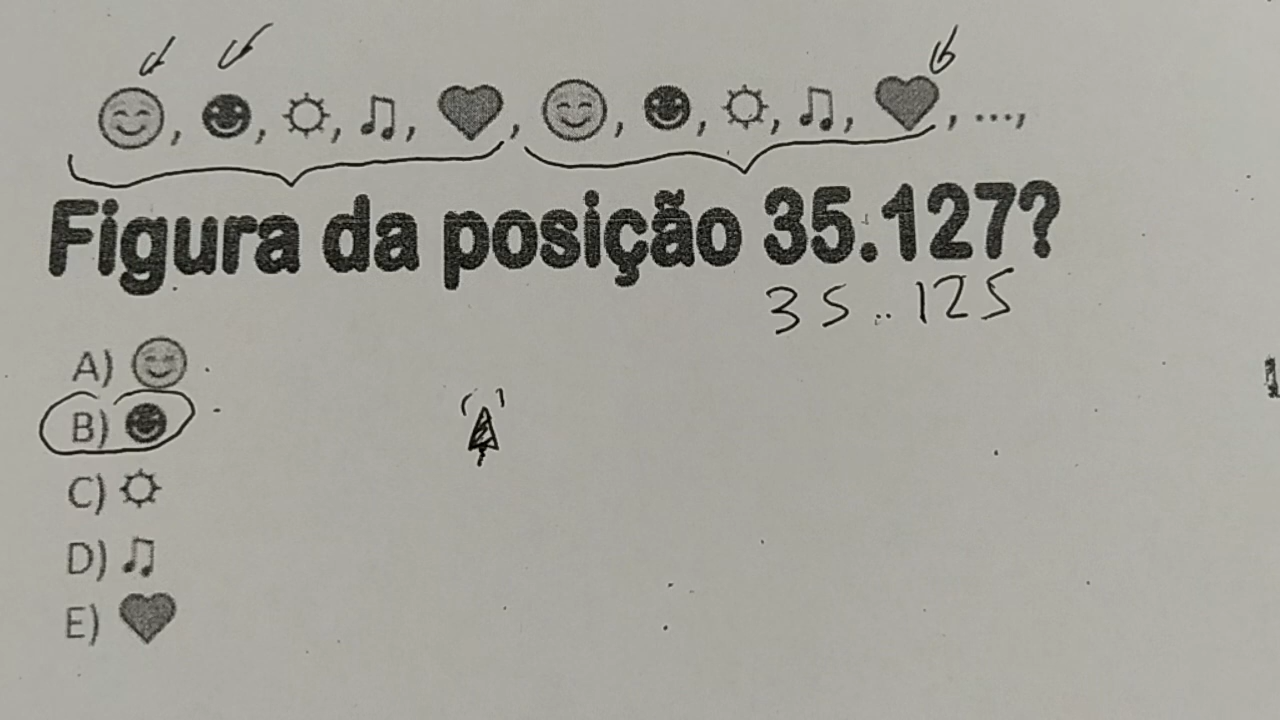 😊, ☻, ☼, ♫, ♥, 😊, ☻, ☼, ♫, ♥, ...,
Figura da posição 35.127?
35..125
A) 😊
B) ☻
C) ☼
D) ♫
E) ♥